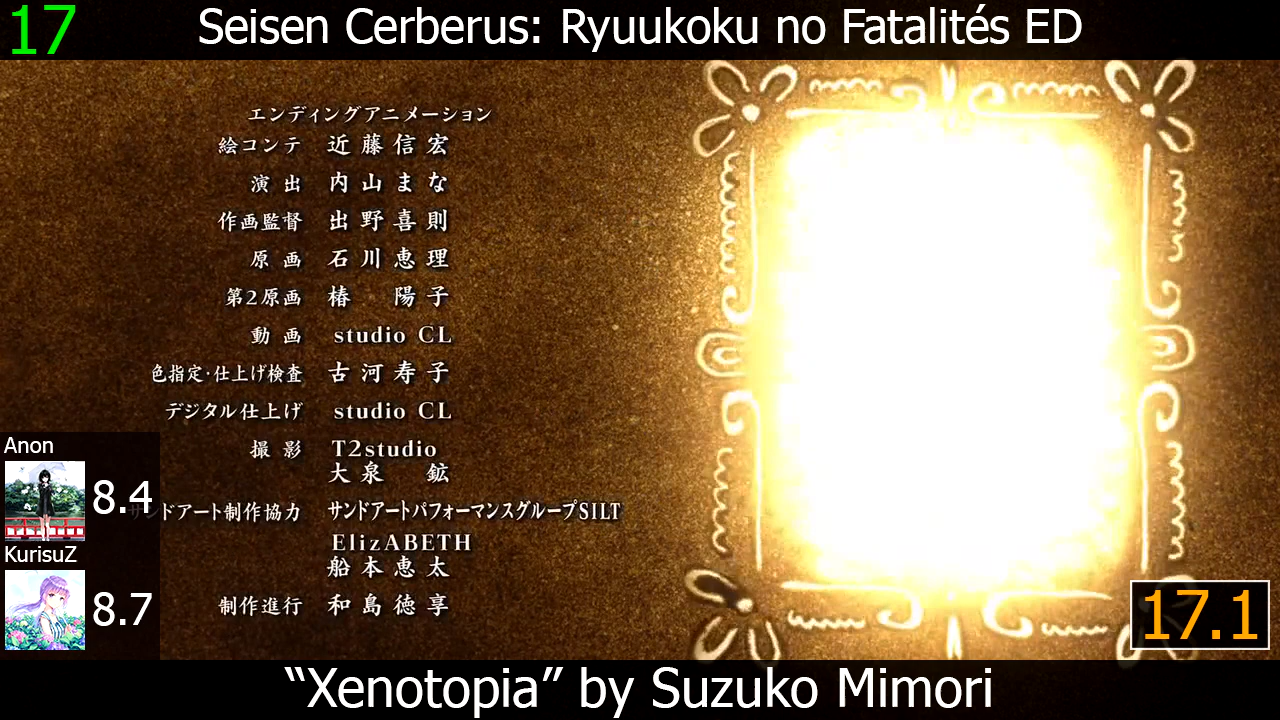 17
Seisen Cerberus: Ryuukoku no Fatalités ED
エンディングアニメーション
絵コンテ 近藤信宏
演出 内山まな
作画監督 出野喜則
原画 石川恵理
第2原画 椿 陽子
動画 studio CL
色指定・仕上げ検査 古河寿子
デジタル仕上げ studio CL
撮影 T2studio
大泉 鉱
サンドアート制作協力 サンドアートパフォーマンスグループSILT
ElizABETH
船本恵太
制作進行 和島徳享
Anon
8.4
KurisuZ
8.7
17.1
“Xenotopia” by Suzuko Mimori